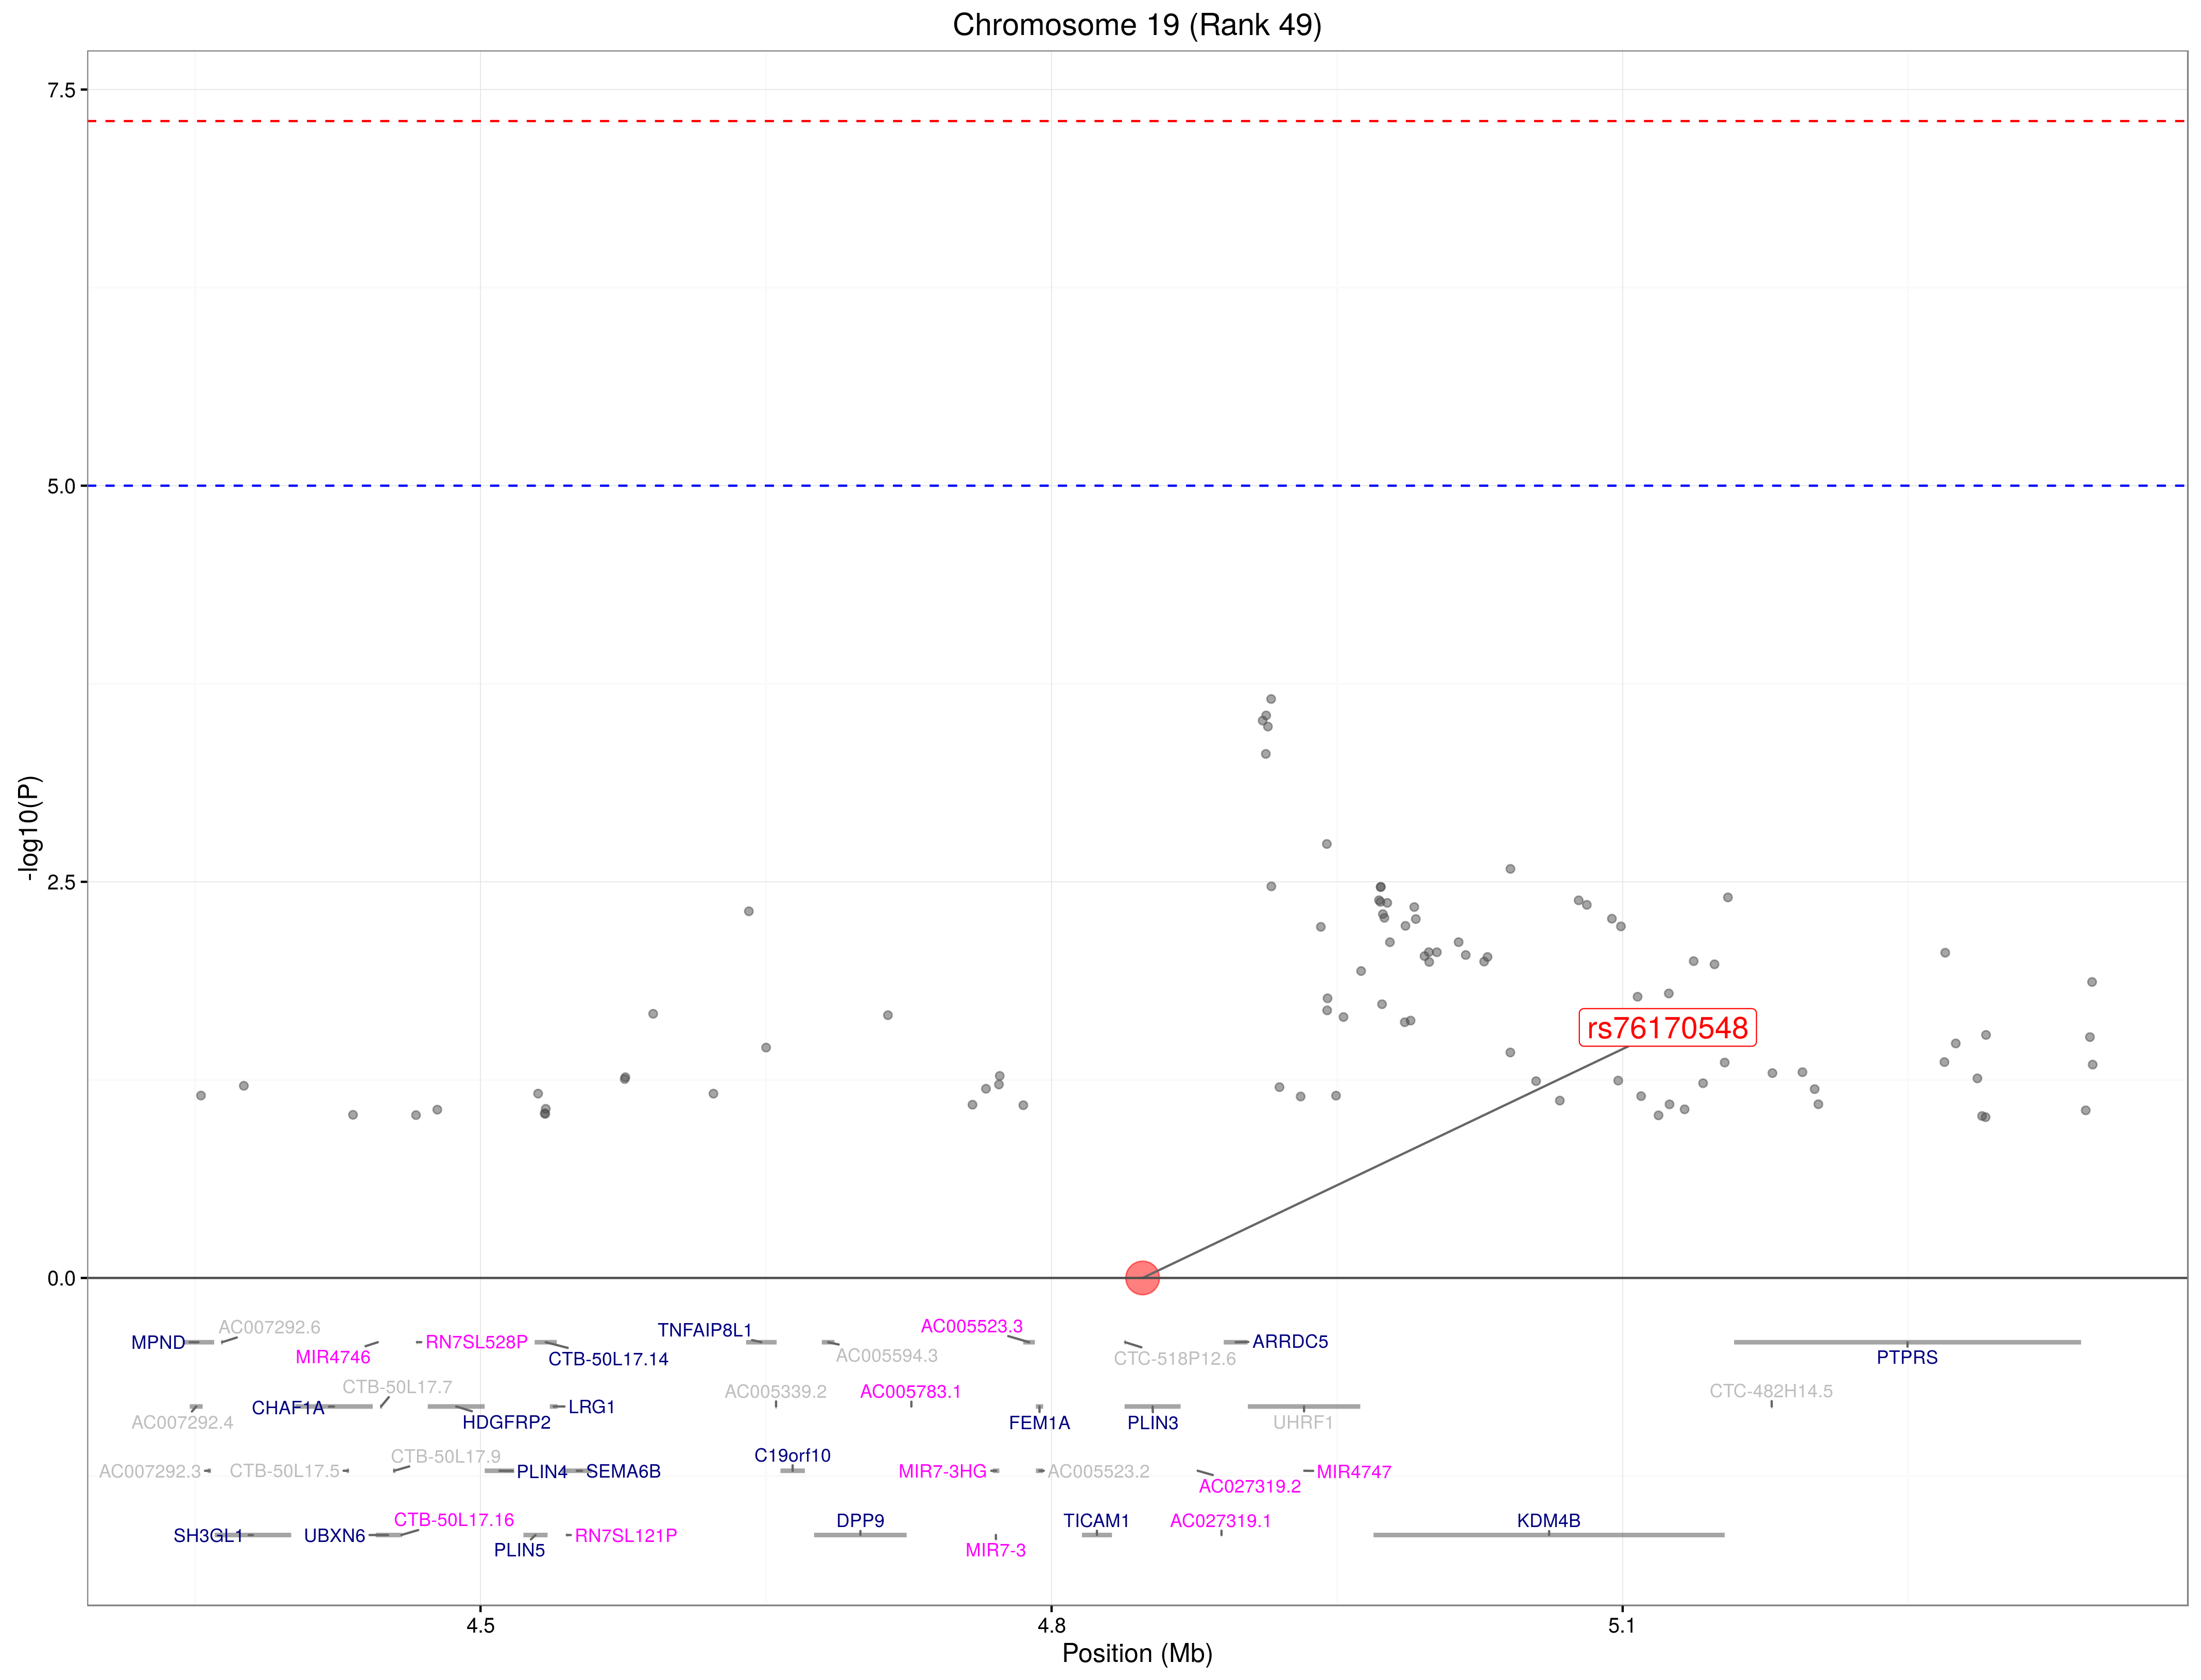 Chromosome 19 (Rank 49)
7.5
5.0
2.5
0.0
-log10(P)
rs76170548
AC007292.6
TNFAIP8L1
AC005523.3
MPND
RN7SL528P
ARRDC5
MIR4746
CTB-50L17.14
AC005594.3
CTC-518P12.6
PTPRS
CTB-50L17.7
AC005339.2
AC005783.1
CTC-482H14.5
CHAF1A
LRG1
AC007292.4
HDGFRP2
FEM1A
PLIN3
UHRF1
CTB-50L17.9
C19orf10
AC007292.3
CTB-50L17.5
PLIN4
SEMA6B
MIR7-3HG
AC005523.2
MIR4747
AC027319.2
CTB-50L17.16
DPP9
TICAM1
AC027319.1
KDM4B
SH3GL1
UBXN6
RN7SL121P
PLIN5
MIR7-3
4.5
4.8
5.1
Position (Mb)